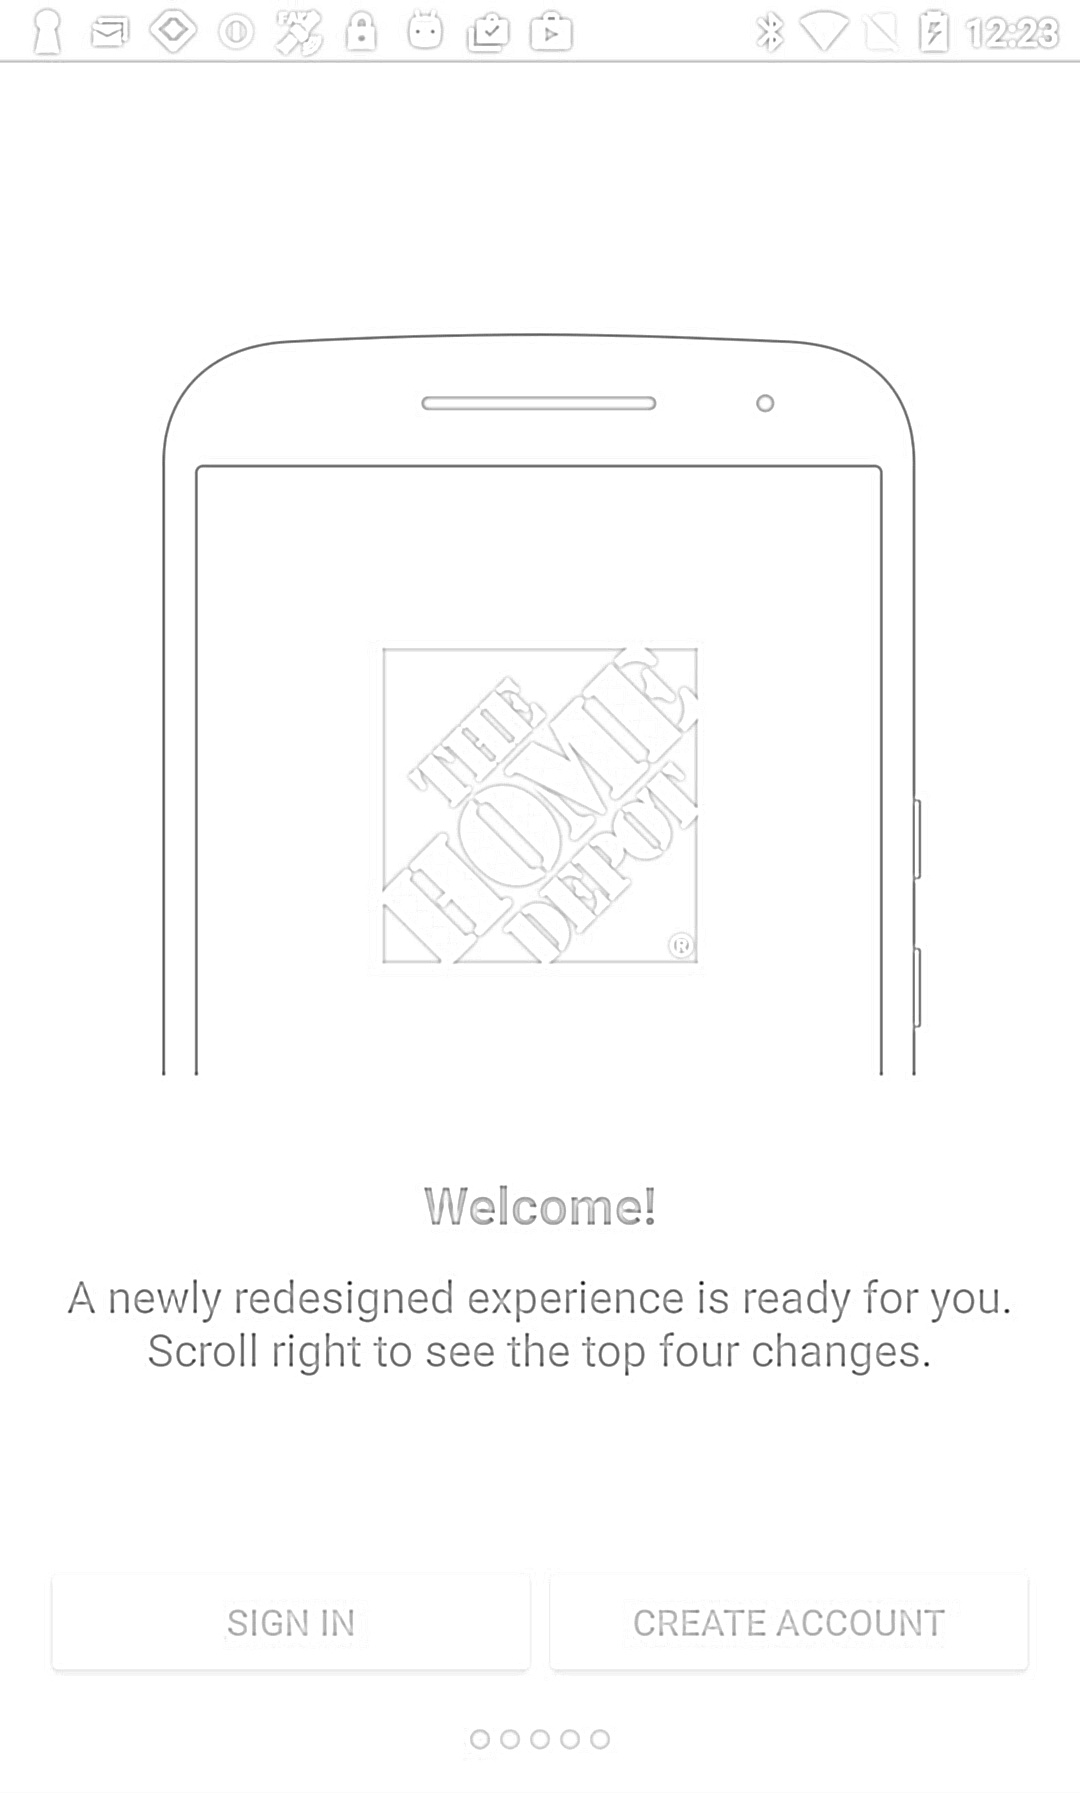 12:23
THE
HOME
DEPOT
®
Welcome!
A newly redesigned experience is ready for you.
Scroll right to see the top four changes.
SIGN IN
CREATE ACCOUNT